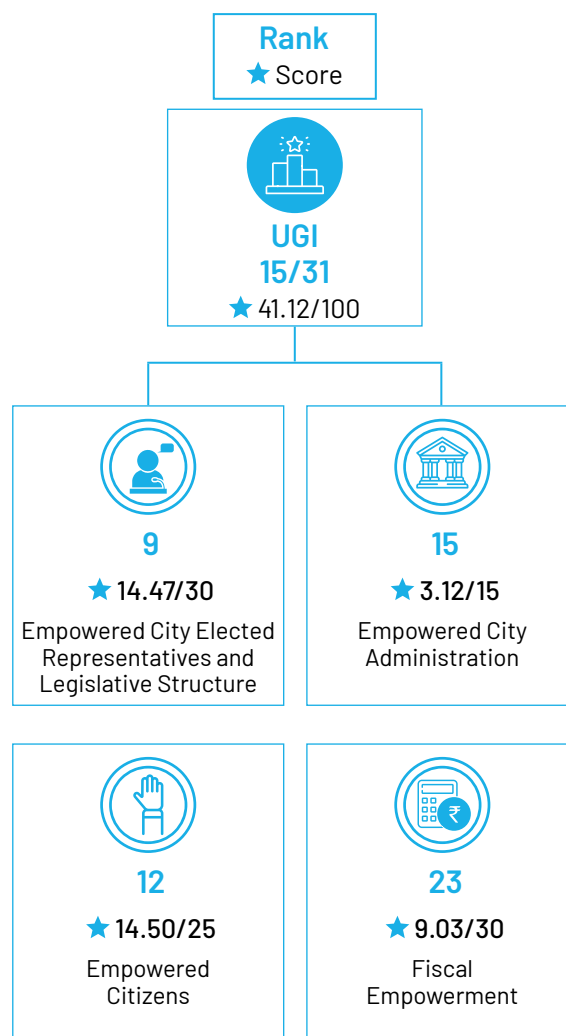 Rank
★ Score
UGI
15/31
★ 41.12/100
9
★ 14.47/30
Empowered City Elected
Representatives and
Legislative Structure
15
★ 3.12/15
Empowered City
Administration
12
★ 14.50/25
Empowered
Citizens
23
★ 9.03/30
Fiscal
Empowerment